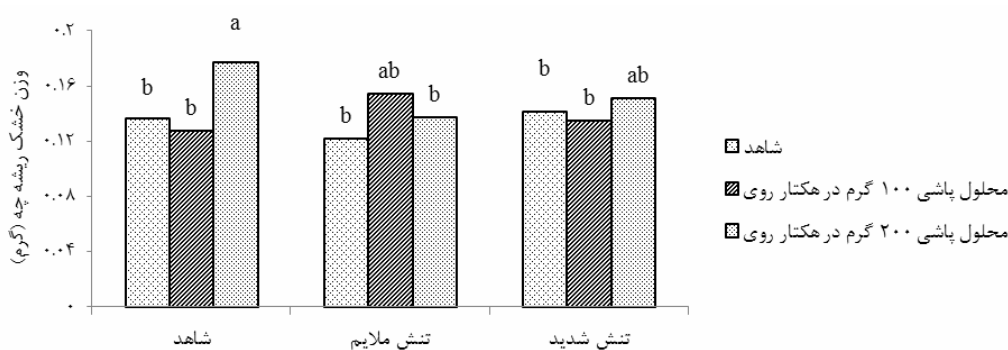 وزن خشک ریشه چه (گرم)
۰.۲
۰.۱۶
۰.۱۲
۰.۰۸
۰.۰۴
۰
b
b
a
b
ab
b
b
b
ab
شاهد
تنش ملایم
تنش شدید
شاهد
محلول پاشی ۱۰۰ گرم در هکتار روی
محلول پاشی ۲۰۰ گرم در هکتار روی